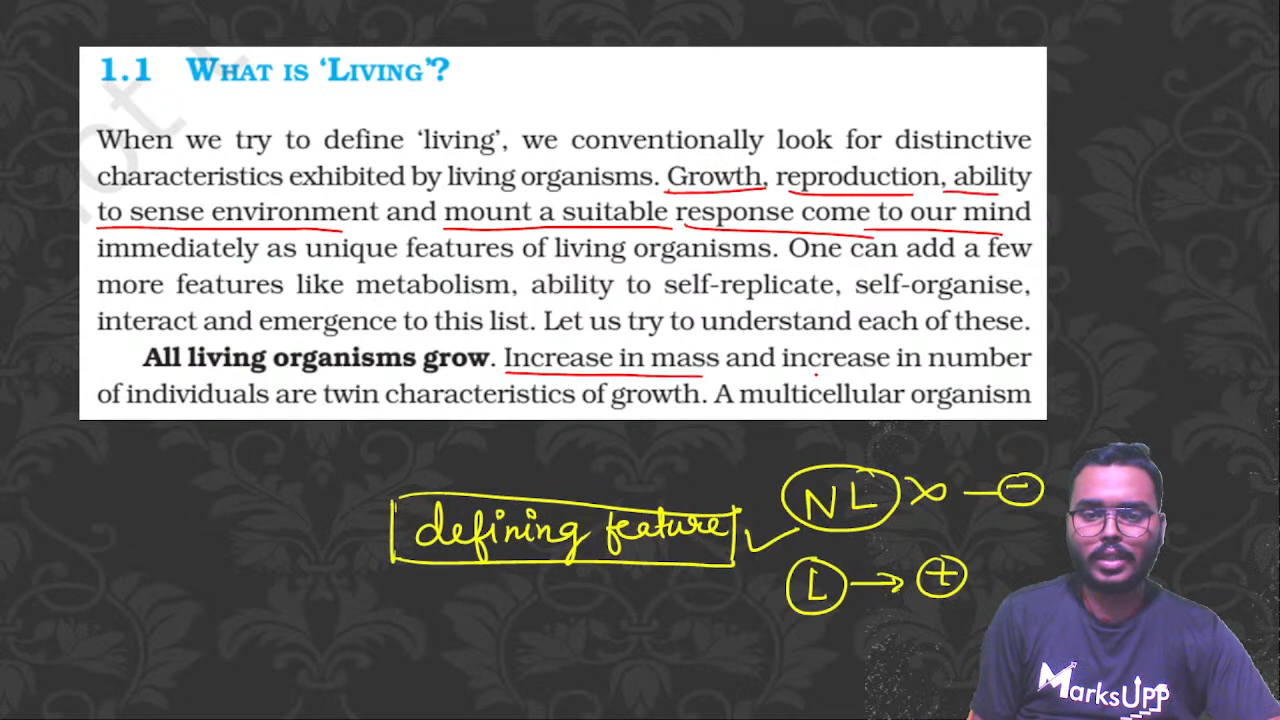 1.1 WHAT IS ‘LIVING’?
When we try to define ‘living’, we conventionally look for distinctive
characteristics exhibited by living organisms. Growth, reproduction, ability
to sense environment and mount a suitable response come to our mind
immediately as unique features of living organisms. One can add a few
more features like metabolism, ability to self-replicate, self-organise,
interact and emergence to this list. Let us try to understand each of these.
All living organisms grow. Increase in mass and increase in number
of individuals are twin characteristics of growth. A multicellular organism
defining feature
NL
L → +
MarksUPP